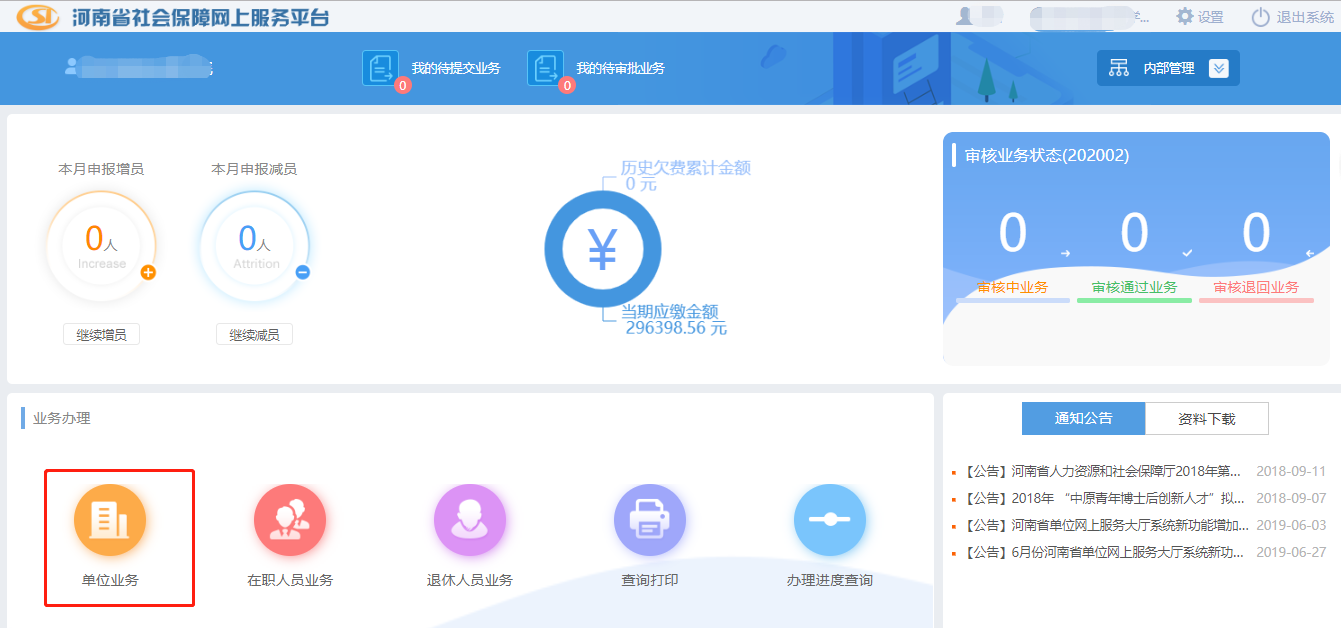 河南省社会保障网上服务平台
设置
退出系统
我的待提交业务
0
我的待审批业务
0
内部管理
本月申报增员
0人
Increase
继续增员
本月申报减员
0人
Attrition
继续减员
历史欠费累计金额
0 元
¥
当期应缴金额
296398.56 元
审核业务状态(202002)
0
0
0
审核中业务
审核通过业务
审核退回业务
业务办理
单位业务
在职人员业务
退休人员业务
查询打印
办理进度查询
通知公告
资料下载
【公告】河南省人力资源和社会保障厅2018年第... 2018-09-11
【公告】2018年 “中原青年博士后创新人才” 拟... 2018-09-07
【公告】河南省单位网上服务大厅系统新功能增加... 2019-06-03
【公告】6月份河南省单位网上服务大厅系统新功... 2019-06-27